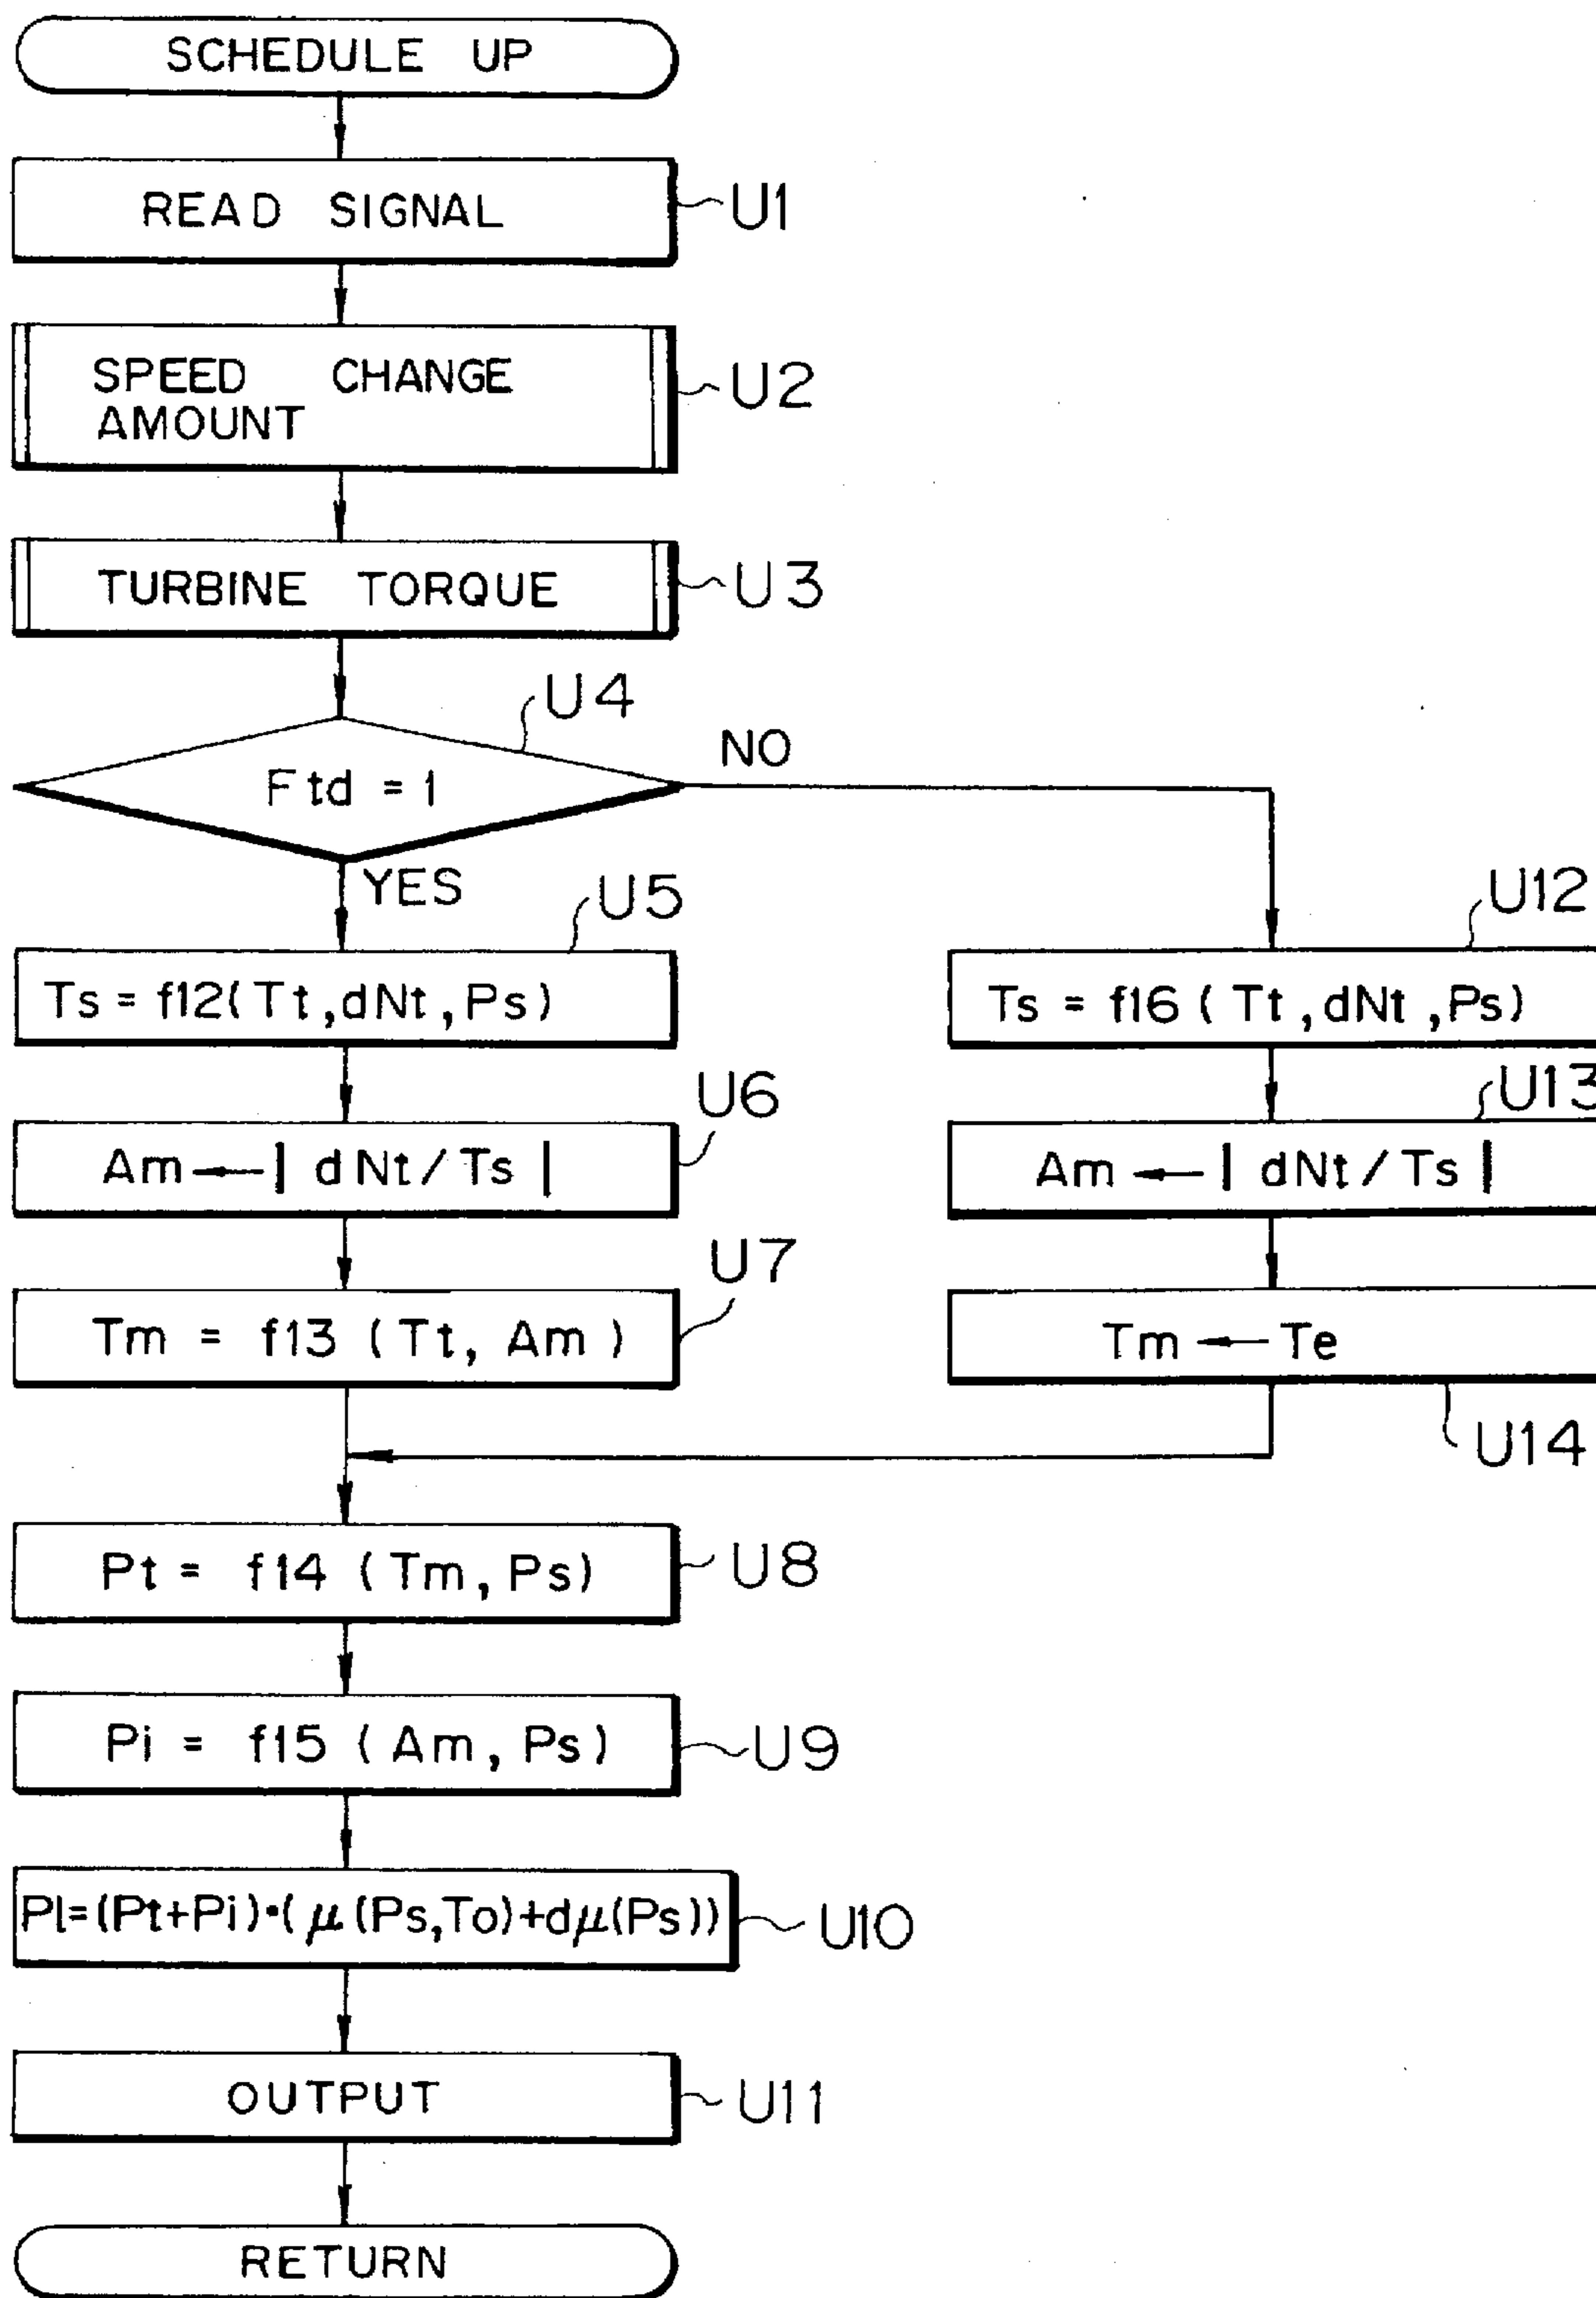 SCHEDULE UP
READ SIGNAL
U1
SPEED CHANGE
AMOUNT
U2
TURBINE TORQUE
U3
U4
Ftd = 1
NO
YES
U5
Ts = f12(Tt,dNt,Ps)
U12
Ts = f16 (Tt,dNt,Ps)
U6
Am←| dNt/Ts |
U13
Am ←| dNt/Ts |
U7
Tm = f13 (Tt, Am)
Tm ← Te
U14
Pt = f14 (Tm, Ps)
U8
Pi = f15 (Am, Ps)
U9
Pl=(Pt+Pi)•(μ(Ps,To)+dμ(Ps))
U10
OUTPUT
U11
RETURN